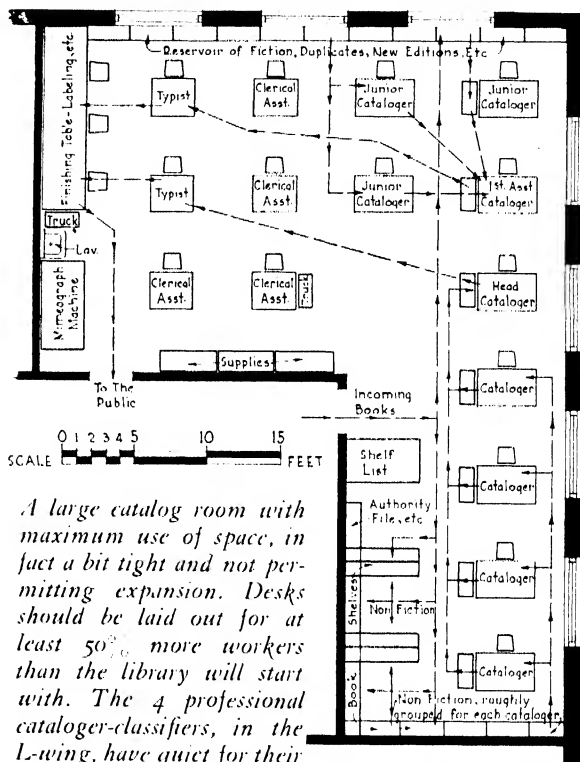 Reservoir of Fiction, Duplicates, New Editions, Etc
Finishing Table-Labeling, etc.
Typist
Clerical
Asst.
Junior
Cataloger
Junior
Cataloger
Typist
Clerical
Asst.
Junior
Cataloger
1st. Asst
Cataloger
Truck
Lav.
Mimeograph
Machine
Clerical
Asst.
Clerical
Asst.
Truck
Head
Cataloger
Supplies
To The
Public
Incoming
Books
Cataloger
SCALE 0 1 2 3 4 5 10 15 FEET
Shelf
List
Cataloger
Authority
File, etc
Book Shelves
Non Fiction
Cataloger
Cataloger
Non Fiction, roughly
grouped for each cataloger
A large catalog room with
maximum use of space, in
fact a bit tight and not per-
mitting expansion. Desks
should be laid out for at
least 50% more workers
than the library will start
with. The 4 professional
cataloger-classifiers, in the
L-wing, have quiet for their